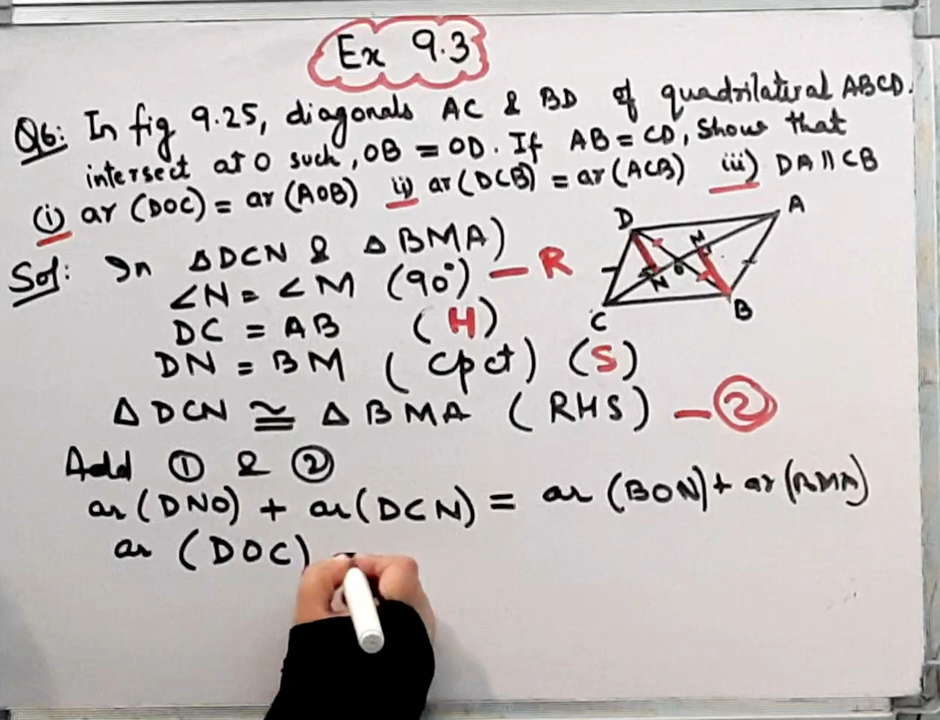 Ex 9.3
Q6: In fig 9.25, diagonals AC & BD of quadrilateral ABCD.
intersect at O such, OB = OD. If AB = CD, Show that
(i) ar (DOC) = ar (AOB) ii) ar (DCB) = ar (ACB) iii) DA || CB
Sol: In ΔDCN & ΔBMA)
∠N = ∠M (90°) — R
DC = AB (H)
DN = BM (cpct) (S)
ΔDCN ≅ ΔBMA (RHS) — ②
Add ① & ②
ar (DNO) + ar (DCN) = ar (BON) + ar (BMA)
ar (DOC)
D
A
M
O
N
C
B